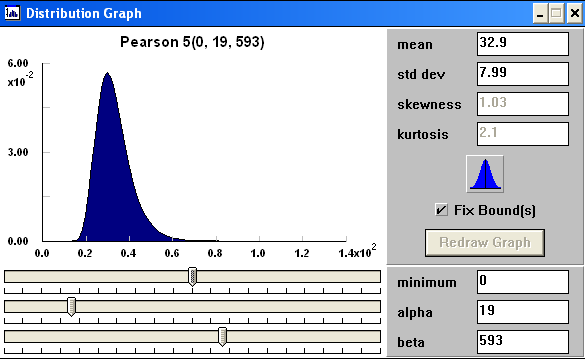 Distribution Graph
Pearson 5(0, 19, 593)
6.00
x10⁻²
3.00
0.00
0.0 0.2 0.4 0.6 0.8 1.0 1.2 1.4x10²
mean 32.9
std dev 7.99
skewness 1.03
kurtosis 2.1
Fix Bound(s)
Redraw Graph
minimum 0
alpha 19
beta 593